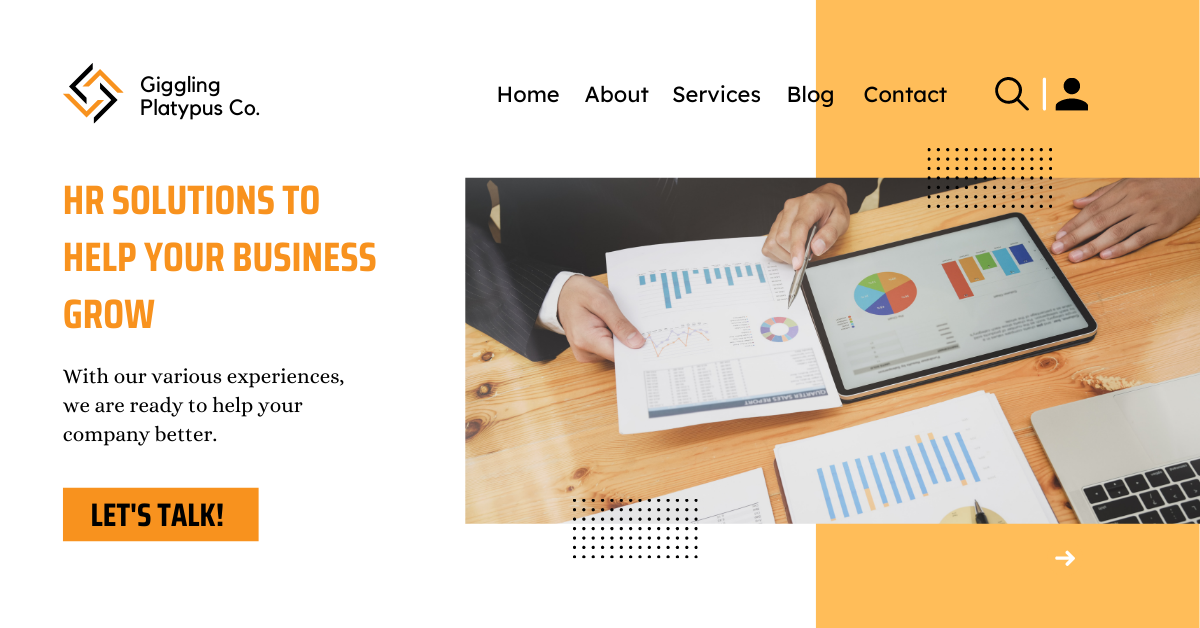 Giggling
Platypus Co.
Home About Services Blog Contact
HR SOLUTIONS TO
HELP YOUR BUSINESS
GROW
With our various experiences,
we are ready to help your
company better.
LET'S TALK!
QUARTER SALES REPORT